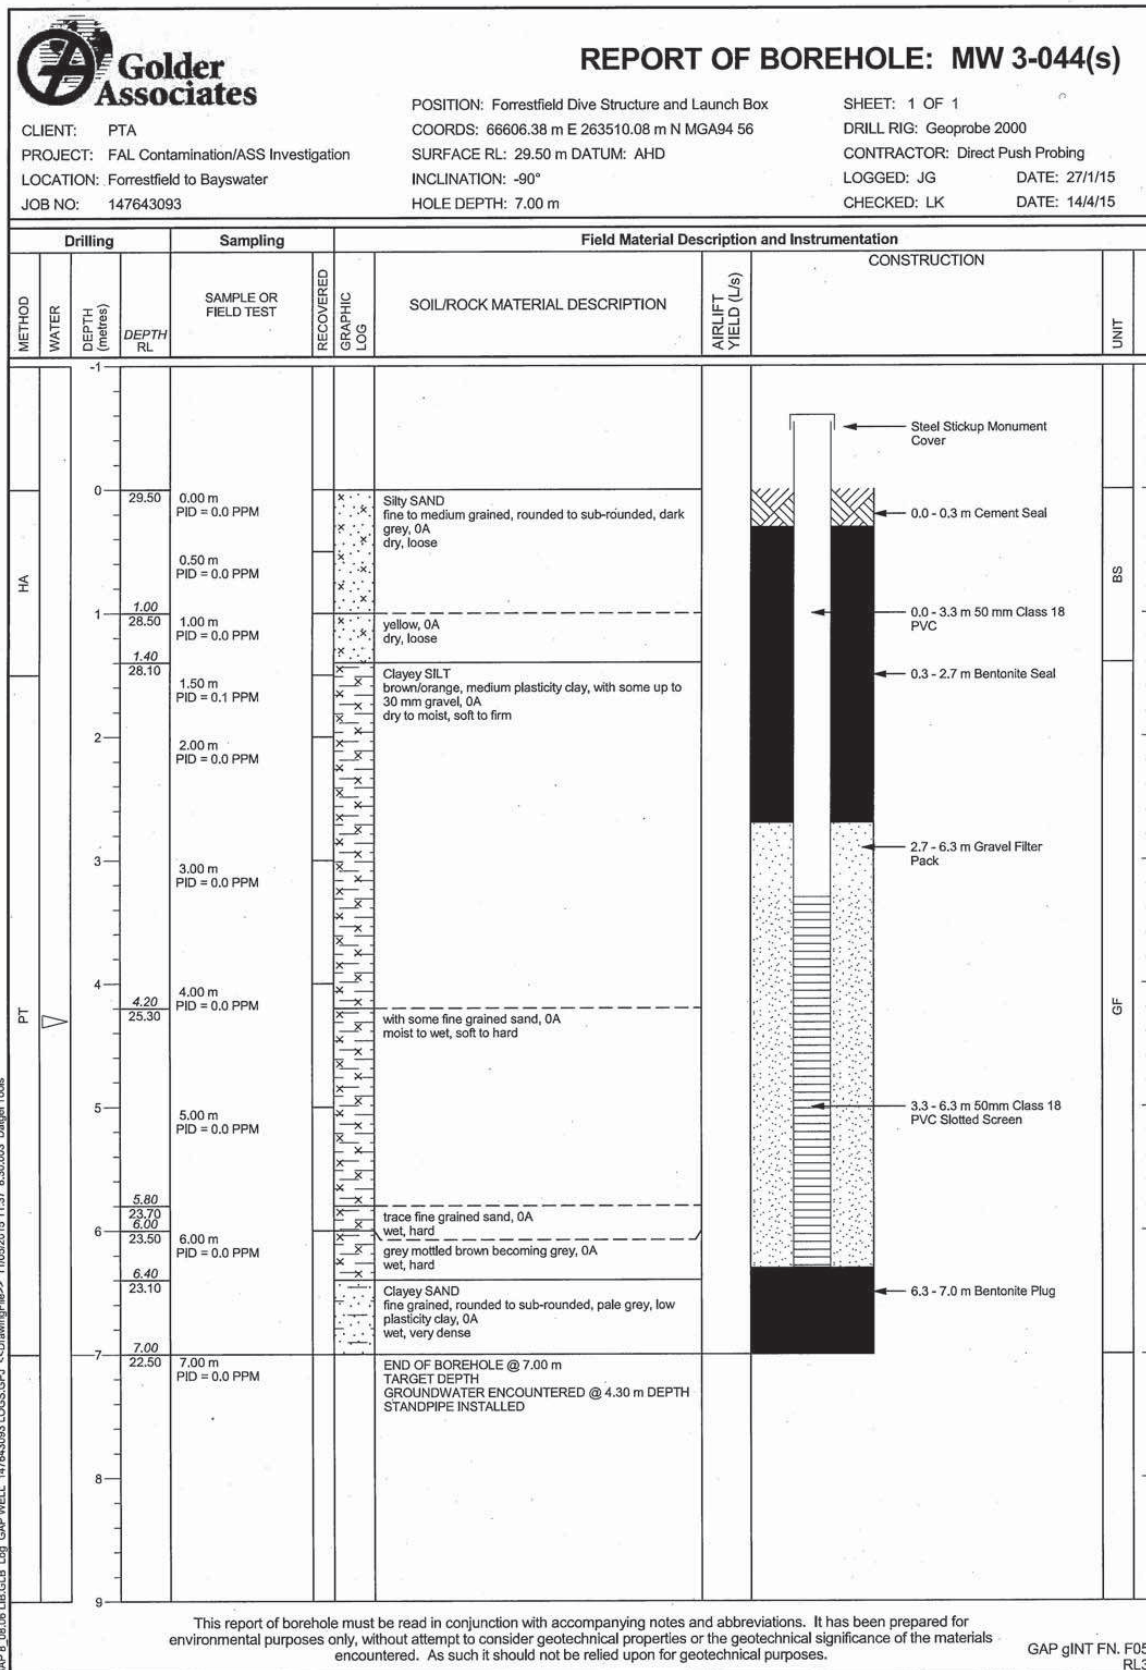 Golder
Associates
REPORT OF BOREHOLE: MW 3-044(s)
CLIENT: PTA
PROJECT: FAL Contamination/ASS Investigation
LOCATION: Forrestfield to Bayswater
JOB NO: 147643093
POSITION: Forrestfield Dive Structure and Launch Box
COORDS: 66606.38 m E 263510.08 m N MGA94 56
SURFACE RL: 29.50 m DATUM: AHD
INCLINATION: -90°
HOLE DEPTH: 7.00 m
SHEET: 1 OF 1
DRILL RIG: Geoprobe 2000
CONTRACTOR: Direct Push Probing
LOGGED: JG DATE: 27/1/15
CHECKED: LK DATE: 14/4/15
Drilling
Sampling
Field Material Description and Instrumentation
METHOD
WATER
DEPTH
(metres)
DEPTH
RL
SAMPLE OR
FIELD TEST
RECOVERED
GRAPHIC
LOG
SOIL/ROCK MATERIAL DESCRIPTION
AIRLIFT
YIELD (L/s)
CONSTRUCTION
UNIT
HA
PT
-1
0
1
2
3
4
5
6
7
8
9
29.50
1.00
28.50
1.40
28.10
4.20
25.30
5.80
23.70
6.00
23.50
6.40
23.10
7.00
22.50
0.00 m
PID = 0.0 PPM
0.50 m
PID = 0.0 PPM
1.00 m
PID = 0.0 PPM
1.50 m
PID = 0.1 PPM
2.00 m
PID = 0.0 PPM
3.00 m
PID = 0.0 PPM
4.00 m
PID = 0.0 PPM
5.00 m
PID = 0.0 PPM
6.00 m
PID = 0.0 PPM
7.00 m
PID = 0.0 PPM
Silty SAND
fine to medium grained, rounded to sub-rounded, dark
grey, 0A
dry, loose
yellow, 0A
dry, loose
Clayey SILT
brown/orange, medium plasticity clay, with some up to
30 mm gravel, 0A
dry to moist, soft to firm
with some fine grained sand, 0A
moist to wet, soft to hard
trace fine grained sand, 0A
wet, hard
grey mottled brown becoming grey, 0A
wet, hard
Clayey SAND
fine grained, rounded to sub-rounded, pale grey, low
plasticity clay, 0A
wet, very dense
END OF BOREHOLE @ 7.00 m
TARGET DEPTH
GROUNDWATER ENCOUNTERED @ 4.30 m DEPTH
STANDPIPE INSTALLED
Steel Stickup Monument
Cover
0.0 - 0.3 m Cement Seal
0.0 - 3.3 m 50 mm Class 18
PVC
0.3 - 2.7 m Bentonite Seal
2.7 - 6.3 m Gravel Filter
Pack
3.3 - 6.3 m 50mm Class 18
PVC Slotted Screen
6.3 - 7.0 m Bentonite Plug
BS
GF
This report of borehole must be read in conjunction with accompanying notes and abbreviations. It has been prepared for
environmental purposes only, without attempt to consider geotechnical properties or the geotechnical significance of the materials
encountered. As such it should not be relied upon for geotechnical purposes.
GAP gINT FN. F05
RL3